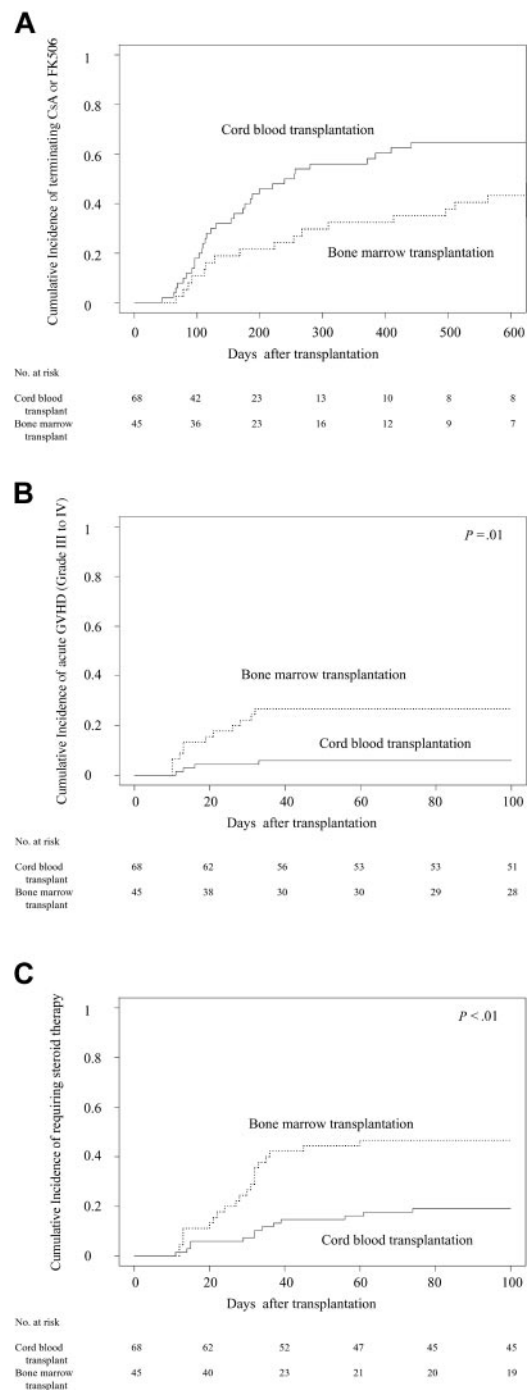 A
Cumulative Incidence of terminating CsA or FK506
1
0.8
0.6
0.4
0.2
0
Cord blood transplantation
Bone marrow transplantation
0 100 200 300 400 500 600
Days after transplantation
No. at risk
Cord blood 68 42 23 13 10 8 8
transplant
Bone marrow 45 36 23 16 12 9 7
transplant
B
Cumulative Incidence of acute GVHD (Grade III to IV)
1
0.8
0.6
0.4
0.2
0
P = .01
Bone marrow transplantation
Cord blood transplantation
0 20 40 60 80 100
Days after transplantation
No. at risk
Cord blood 68 62 56 53 53 51
transplant
Bone marrow 45 38 30 30 29 28
transplant
C
Cumulative Incidence of requiring steroid therapy
1
0.8
0.6
0.4
0.2
0
P < .01
Bone marrow transplantation
Cord blood transplantation
0 20 40 60 80 100
Days after transplantation
No. at risk
Cord blood 68 62 52 47 45 45
transplant
Bone marrow 45 40 23 21 20 19
transplant